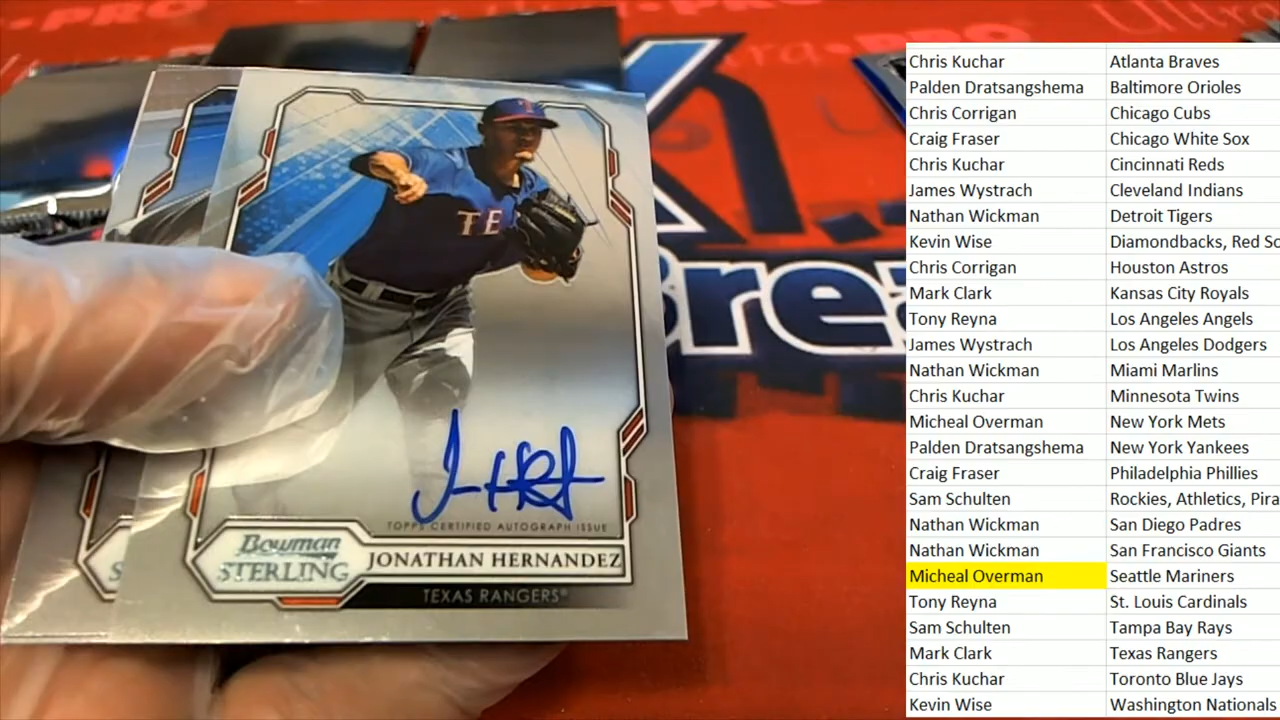 TE
TOPPS CERTIFIED AUTOGRAPH ISSUE
Bowman
STERLING
JONATHAN HERNANDEZ
TEXAS RANGERS®
Chris Kuchar Atlanta Braves
Palden Dratsangshema Baltimore Orioles
Chris Corrigan Chicago Cubs
Craig Fraser Chicago White Sox
Chris Kuchar Cincinnati Reds
James Wystrach Cleveland Indians
Nathan Wickman Detroit Tigers
Kevin Wise Diamondbacks, Red So
Chris Corrigan Houston Astros
Mark Clark Kansas City Royals
Tony Reyna Los Angeles Angels
James Wystrach Los Angeles Dodgers
Nathan Wickman Miami Marlins
Chris Kuchar Minnesota Twins
Micheal Overman New York Mets
Palden Dratsangshema New York Yankees
Craig Fraser Philadelphia Phillies
Sam Schulten Rockies, Athletics, Pira
Nathan Wickman San Diego Padres
Nathan Wickman San Francisco Giants
Micheal Overman Seattle Mariners
Tony Reyna St. Louis Cardinals
Sam Schulten Tampa Bay Rays
Mark Clark Texas Rangers
Chris Kuchar Toronto Blue Jays
Kevin Wise Washington Nationals